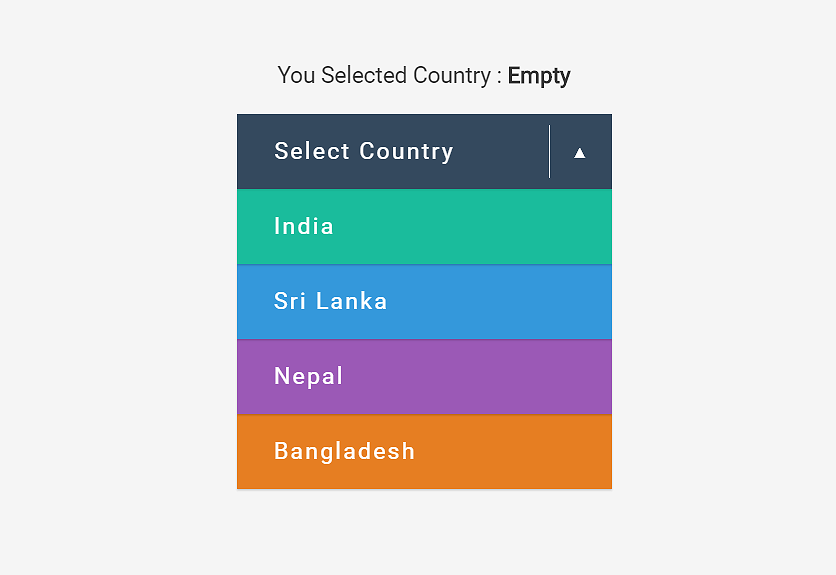 You Selected Country : Empty
Select Country ▲
India
Sri Lanka
Nepal
Bangladesh